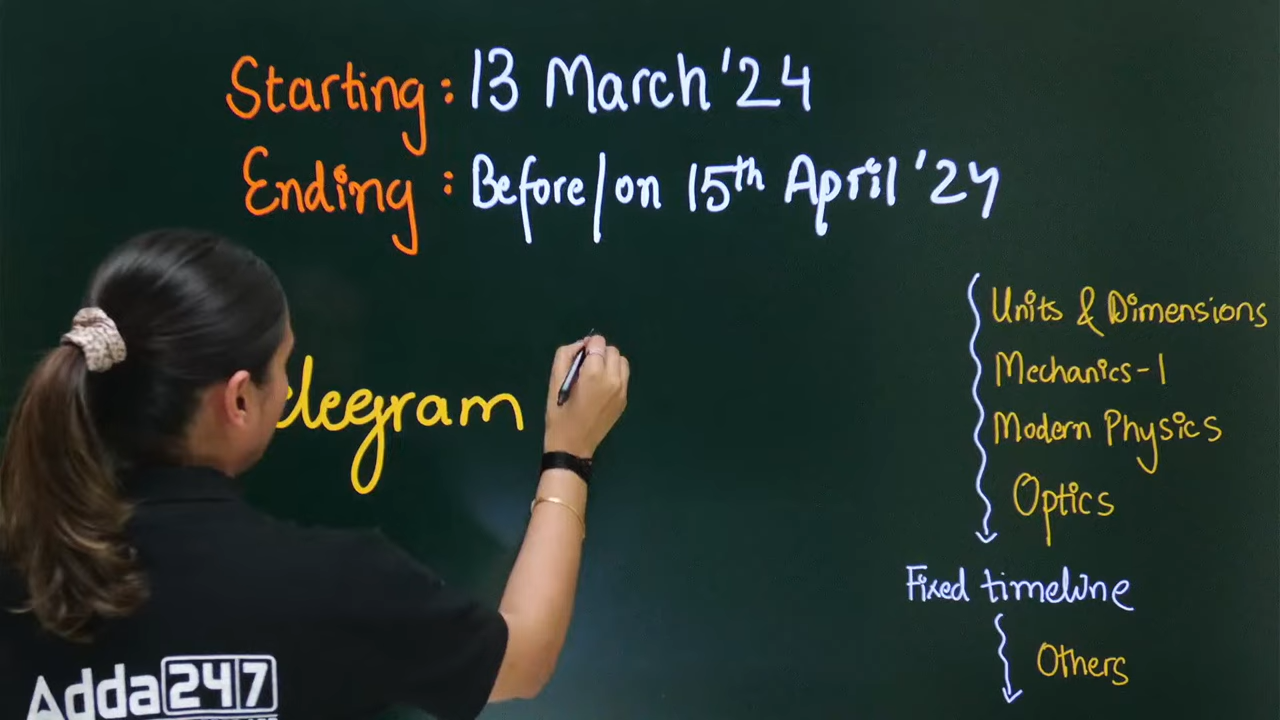 Starting : 13 March '24
Ending : Before/on 15th April '24
elegram
Units & Dimensions
Mechanics-1
Modern Physics
Optics
Fixed timeline
Others
Adda247